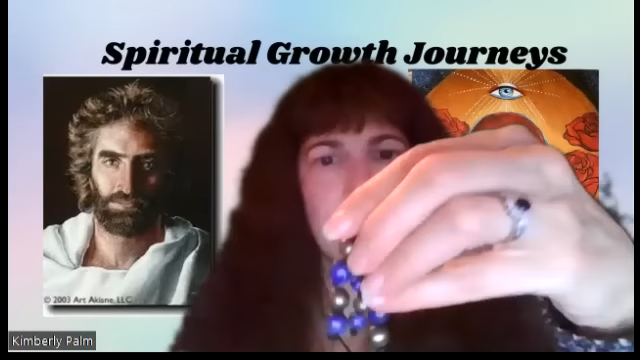 Spiritual Growth Journeys
© 2003 Art Akiane, LLC.
Kimberly Palm